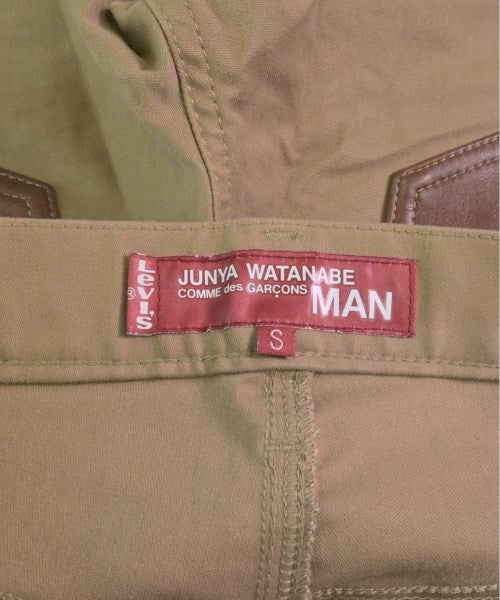 Levi's
®
JUNYA WATANABE
COMME des GARÇONS MAN
S